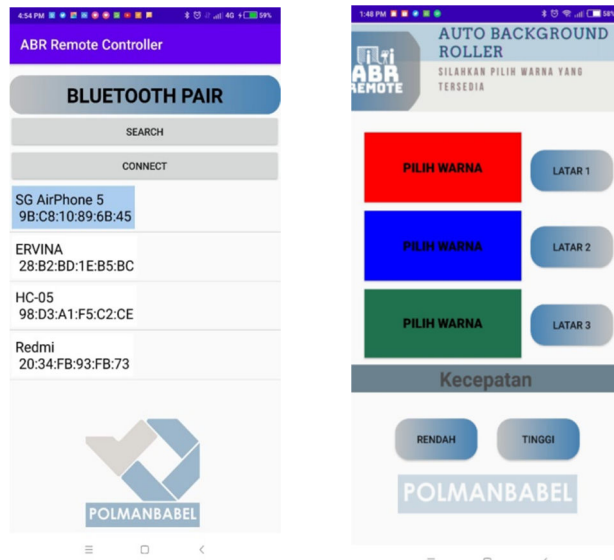 4:54 PM
4G
59%
ABR Remote Controller
BLUETOOTH PAIR
SEARCH
CONNECT
SG AirPhone 5
9B:C8:10:89:6B:45
ERVINA
28:B2:BD:1E:B5:BC
HC-05
98:D3:A1:F5:C2:CE
Redmi
20:34:FB:93:FB:73
POLMANBABEL
1:48 PM
58%
ABR
REMOTE
AUTO BACKGROUND
ROLLER
SILAHKAN PILIH WARNA YANG
TERSEDIA
PILIH WARNA
LATAR 1
PILIH WARNA
LATAR 2
PILIH WARNA
LATAR 3
Kecepatan
RENDAH
TINGGI
POLMANBABEL